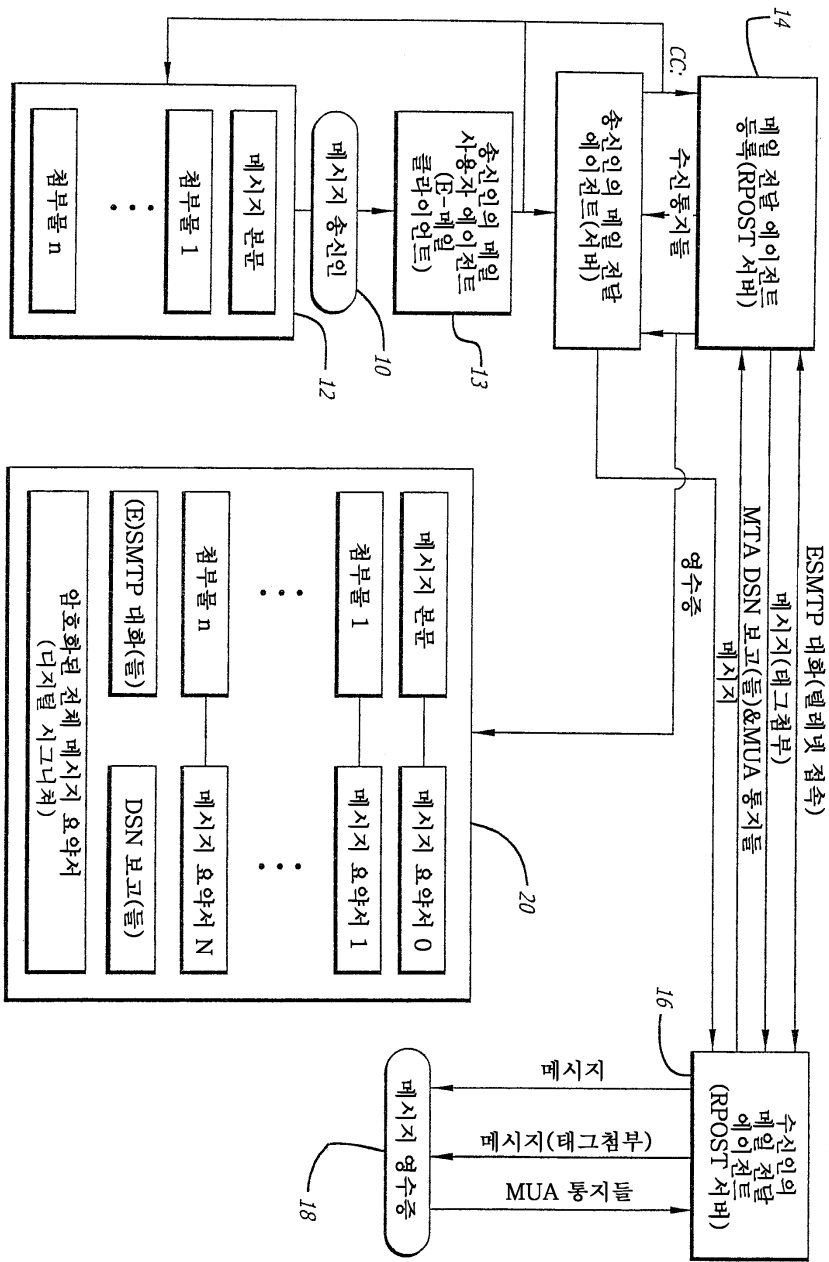 14
메일 전달 에이전트
등록(RPOST 서버)
CC:
수신통지들
송신인의 메일 전달
에이전트(서버)
송신인의 메일
사용자 에이전트
(E-메일
클라이언트)
13
메시지 송신인
10
메시지 본문
첨부물 1
• • •
첨부물 n
12
ESMTP 대화(텔레넷 접속)
메시지(태그첨부)
MTA DSN 보고(들)&MUA 통지들
메시지
영수증
메시지 본문
메시지 요약서 0
첨부물 1
메시지 요약서 1
• • •
• • •
첨부물 n
메시지 요약서 N
(E)SMTP 대화(들)
DSN 보고(들)
암호화된 전체 메시지 요약서
(디지털 시그니처)
20
16
수신인의
메일 전달
에이전트
(RPOST 서버)
메시지
메시지(태그첨부)
MUA 통지들
메시지 영수증
18